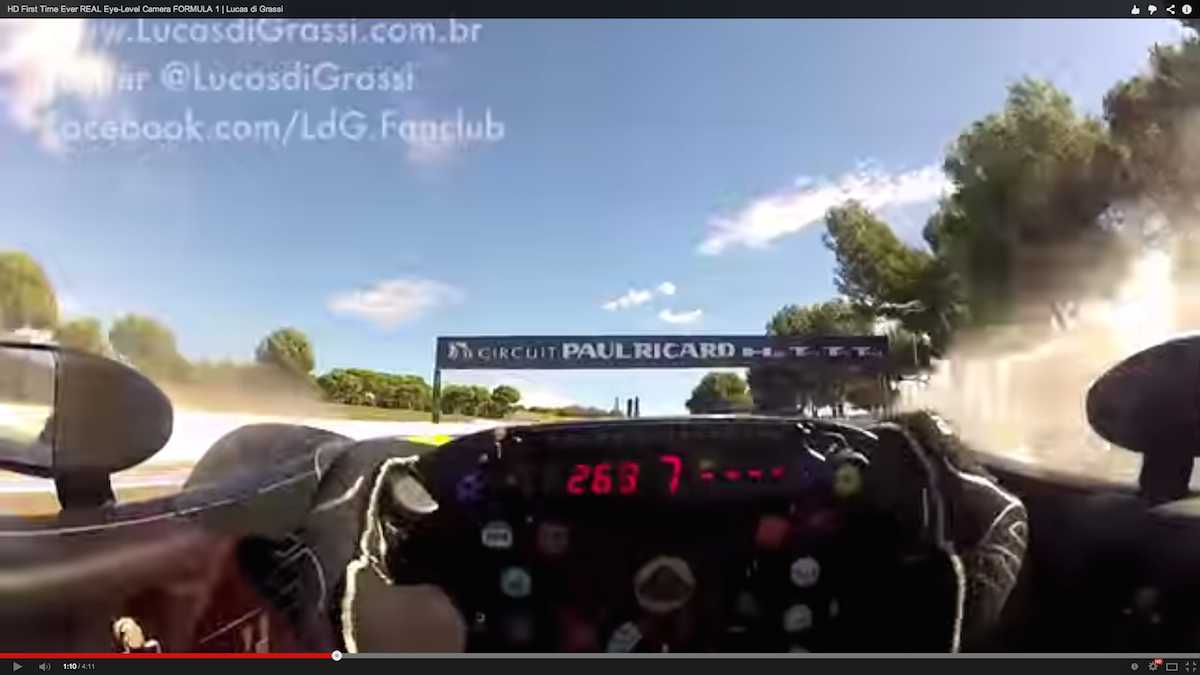 HD First Time Ever REAL Eye-Level Camera FORMULA 1 | Lucas di Grassi
www.LucasdiGrassi.com.br
@LucasdiGrassi
facebook.com/LdG.Fanclub
CIRCUIT PAUL RICARD
263 7 ----
1:10 / 4:11